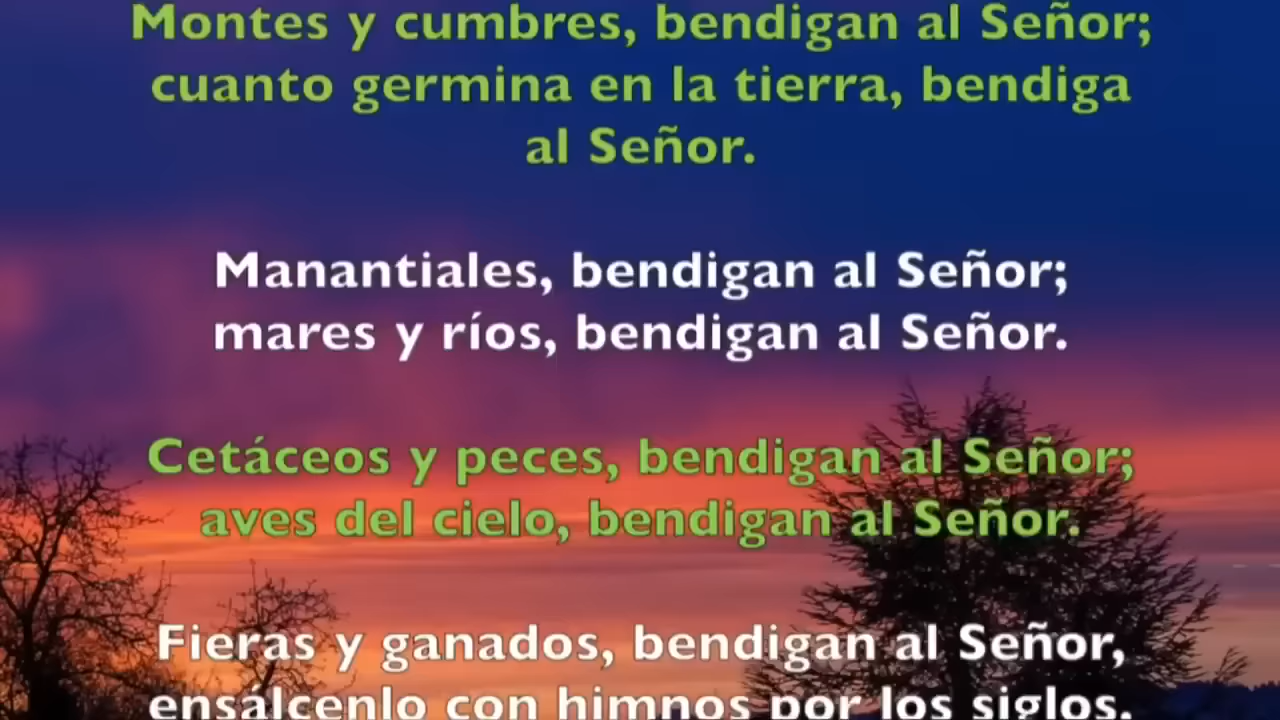 Montes y cumbres, bendigan al Señor;
cuanto germina en la tierra, bendiga
al Señor.
Manantiales, bendigan al Señor;
mares y ríos, bendigan al Señor.
Cetáceos y peces, bendigan al Señor;
aves del cielo, bendigan al Señor.
Fieras y ganados, bendigan al Señor,
ensálcenlo con himnos por los siglos.